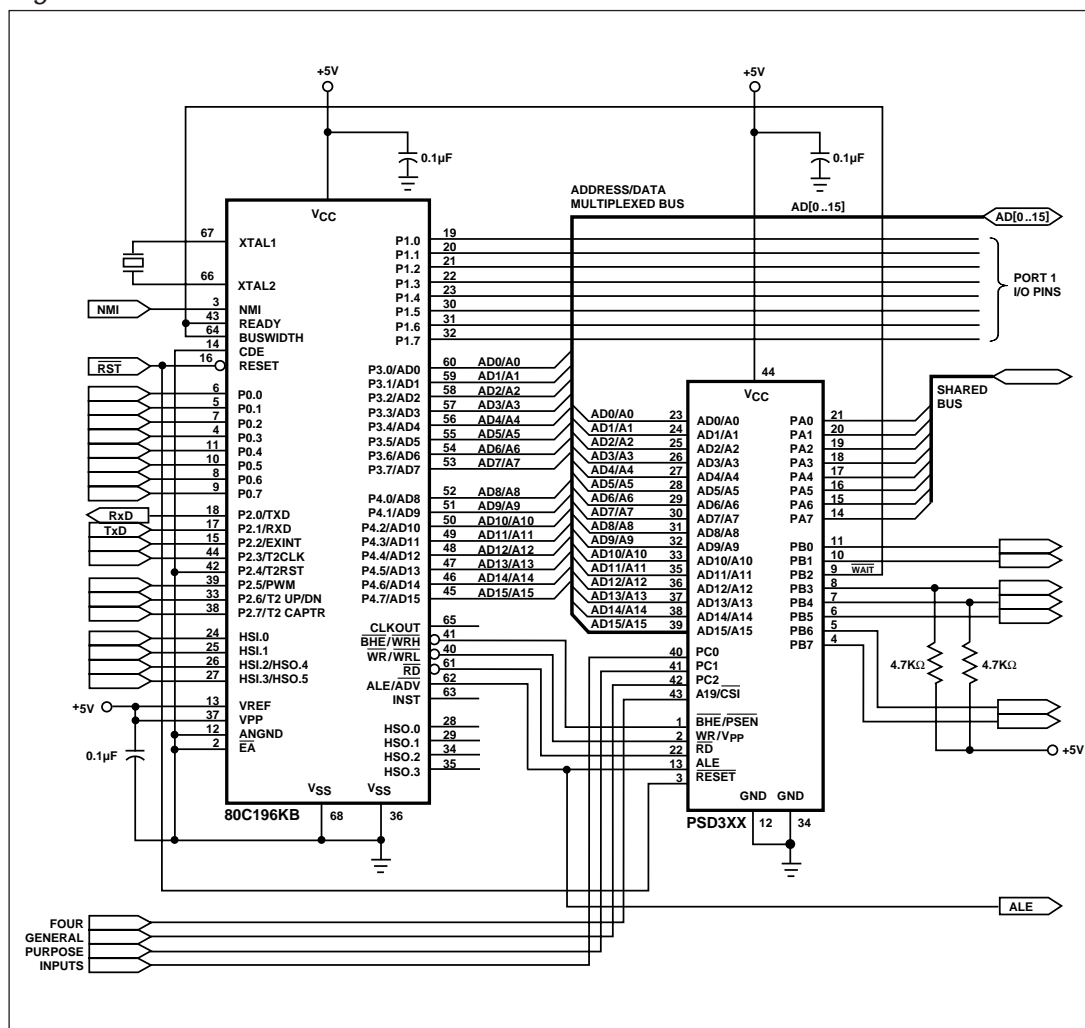 +5V
+5V
0.1µF
0.1µF
ADDRESS/DATA
MULTIPLEXED BUS
AD[0..15]
AD[0..15]
VCC
67 XTAL1
66 XTAL2
3 NMI
NMI
43 READY
64 BUSWIDTH
14 CDE
16 RESET
RST
6 P0.0
5 P0.1
7 P0.2
4 P0.3
11 P0.4
10 P0.5
8 P0.6
9 P0.7
RxD
18 P2.0/TXD
TxD
17 P2.1/RXD
15 P2.2/EXINT
44 P2.3/T2CLK
42 P2.4/T2RST
39 P2.5/PWM
33 P2.6/T2 UP/DN
38 P2.7/T2 CAPTR
24 HSI.0
25 HSI.1
26 HSI.2/HSO.4
27 HSI.3/HSO.5
+5V
13 VREF
37 VPP
12 ANGND
2 EA
0.1µF
VSS VSS
68 36
80C196KB
P1.0 19
P1.1 20
P1.2 21
P1.3 22
P1.4 23
P1.5 30
P1.6 31
P1.7 32
PORT 1
I/O PINS
P3.0/AD0 60 AD0/A0
P3.1/AD1 59 AD1/A1
P3.2/AD2 58 AD2/A2
P3.3/AD3 57 AD3/A3
P3.4/AD4 56 AD4/A4
P3.5/AD5 55 AD5/A5
P3.6/AD6 54 AD6/A6
P3.7/AD7 53 AD7/A7
P4.0/AD8 52 AD8/A8
P4.1/AD9 51 AD9/A9
P4.2/AD10 50 AD10/A10
P4.3/AD11 49 AD11/A11
P4.4/AD12 48 AD12/A12
P4.5/AD13 47 AD13/A13
P4.6/AD14 46 AD14/A14
P4.7/AD15 45 AD15/A15
CLKOUT 65
BHE/WRH 41
WR/WRL 40
RD 61
ALE/ADV 62
INST 63
HSO.0 28
HSO.1 29
HSO.2 34
HSO.3 35
44
VCC
AD0/A0 23 AD0/A0
AD1/A1 24 AD1/A1
AD2/A2 25 AD2/A2
AD3/A3 26 AD3/A3
AD4/A4 27 AD4/A4
AD5/A5 28 AD5/A5
AD6/A6 29 AD6/A6
AD7/A7 30 AD7/A7
AD8/A8 31 AD8/A8
AD9/A9 32 AD9/A9
AD10/A10 33 AD10/A10
AD11/A11 35 AD11/A11
AD12/A12 36 AD12/A12
AD13/A13 37 AD13/A13
AD14/A14 38 AD14/A14
AD15/A15 39 AD15/A15
40 PC0
41 PC1
42 PC2
43 A19/CSI
1 BHE/PSEN
2 WR/VPP
22 RD
13 ALE
3 RESET
GND GND
PSD3XX 12 34
PA0 21
PA1 20
PA2 19
PA3 18
PA4 17
PA5 16
PA6 15
PA7 14
SHARED
BUS
PB0 11
PB1 10
PB2 9 WAIT
PB3 8
PB4 7
PB5 6
PB6 5
PB7 4
4.7KΩ 4.7KΩ
+5V
ALE
FOUR
GENERAL
PURPOSE
INPUTS